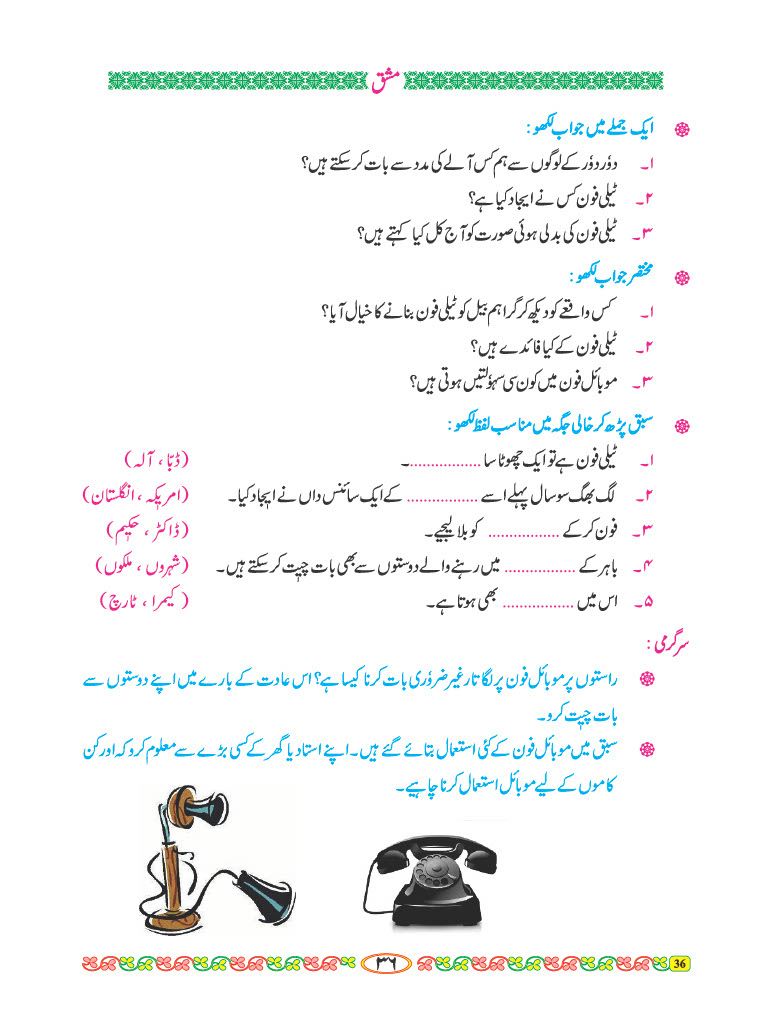 مشق
ایک جملے میں جواب لکھو :
۱۔ دوٗر دوٗر کے لوگوں سے ہم کس آلے کی مدد سے بات کر سکتے ہیں؟
۲۔ ٹیلی فون کس نے ایجاد کیا ہے؟
۳۔ ٹیلی فون کی بدلی ہوئی صورت کو آج کل کیا کہتے ہیں؟
مختصر جواب لکھو :
۱۔ کس واقعے کو دیکھ کر گراہم بیل کو ٹیلی فون بنانے کا خیال آیا؟
۲۔ ٹیلی فون کے کیا فائدے ہیں؟
۳۔ موبائل فون میں کون سی سہوٗلتیں ہوتی ہیں؟
سبق پڑھ کر خالی جگہ میں مناسب لفظ لکھو :
۱۔ ٹیلی فون ہے تو ایک چھوٹا سا ................. ۔ ( ڈبّا ، آلہ )
۲۔ لگ بھگ سو سال پہلے اسے ................. کے ایک سائنس داں نے ایجاد کیا۔ ( امریکہ ، انگلستان )
۳۔ فون کر کے ................. کو بلا لیجیے۔ ( ڈاکٹر ، حکیم )
۴۔ باہر کے ................. میں رہنے والے دوستوں سے بھی بات چیت کر سکتے ہیں۔ ( شہروں ، ملکوں )
۵۔ اس میں ................. بھی ہوتا ہے۔ ( کیمرا ، ٹارچ )
سرگرمی :
راستوں پر موبائل فون پر لگاتار غیر ضروٗری بات کرنا کیسا ہے؟ اس عادت کے بارے میں اپنے دوستوں سے
بات چیت کرو۔
سبق میں موبائل فون کے کئی استعمال بتائے گئے ہیں۔ اپنے استاد یا گھر کے کسی بڑے سے معلوم کرو کہ اور کن
کاموں کے لیے موبائل استعمال کرنا چاہیے۔
۳۶
36